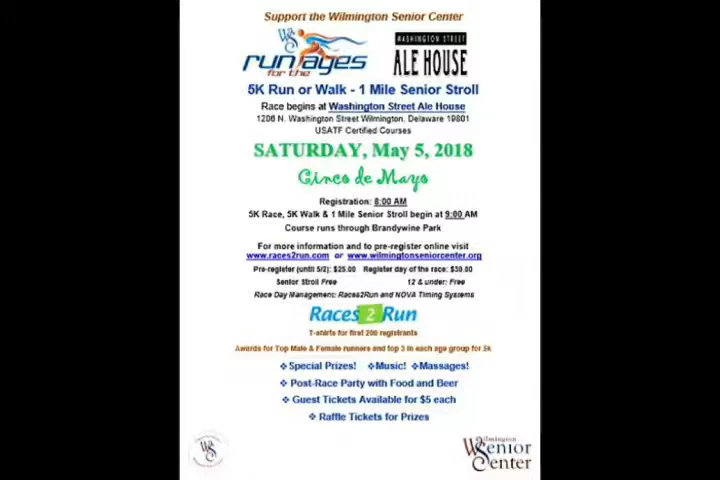 Support the Wilmington Senior Center
WS
run for the ages
WASHINGTON STREET
ALE HOUSE
5K Run or Walk - 1 Mile Senior Stroll
Race begins at Washington Street Ale House
1206 N. Washington Street Wilmington, Delaware 19801
USATF Certified Courses
SATURDAY, May 5, 2018
Cinco de Mayo
Registration: 8:00 AM
5K Race, 5K Walk & 1 Mile Senior Stroll begin at 9:00 AM
Course runs through Brandywine Park
For more information and to pre-register online visit
www.races2run.com or www.wilmingtonseniorcenter.org
Pre-register (until 5/2): $25.00 Register day of the race: $30.00
Senior Stroll Free 12 & under: Free
Race Day Management: Races2Run and NOVA Timing Systems
Races2Run
T-shirts for first 200 registrants
Awards for Top Male & Female runners and top 3 in each age group for 5k
❖ Special Prizes! ❖ Music! ❖ Massages!
❖ Post-Race Party with Food and Beer
❖ Guest Tickets Available for $5 each
❖ Raffle Tickets for Prizes
WS
Wilmington
Senior
Center